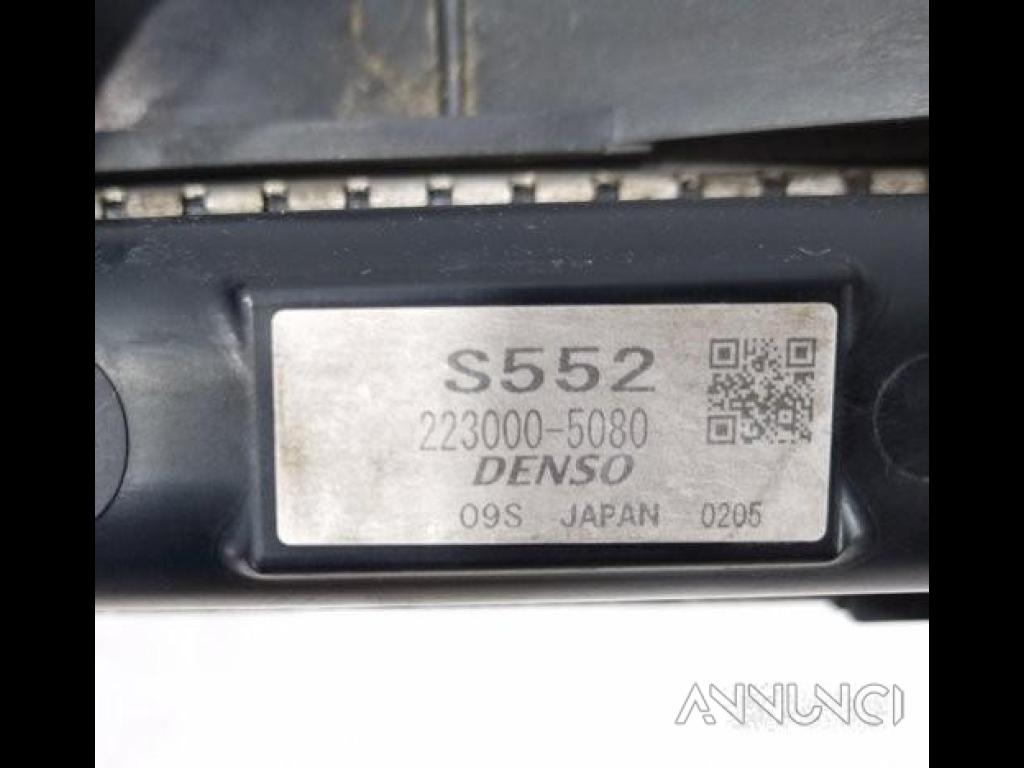 S552
223000-5080
DENSO
09S JAPAN 0205
ANNUNCI